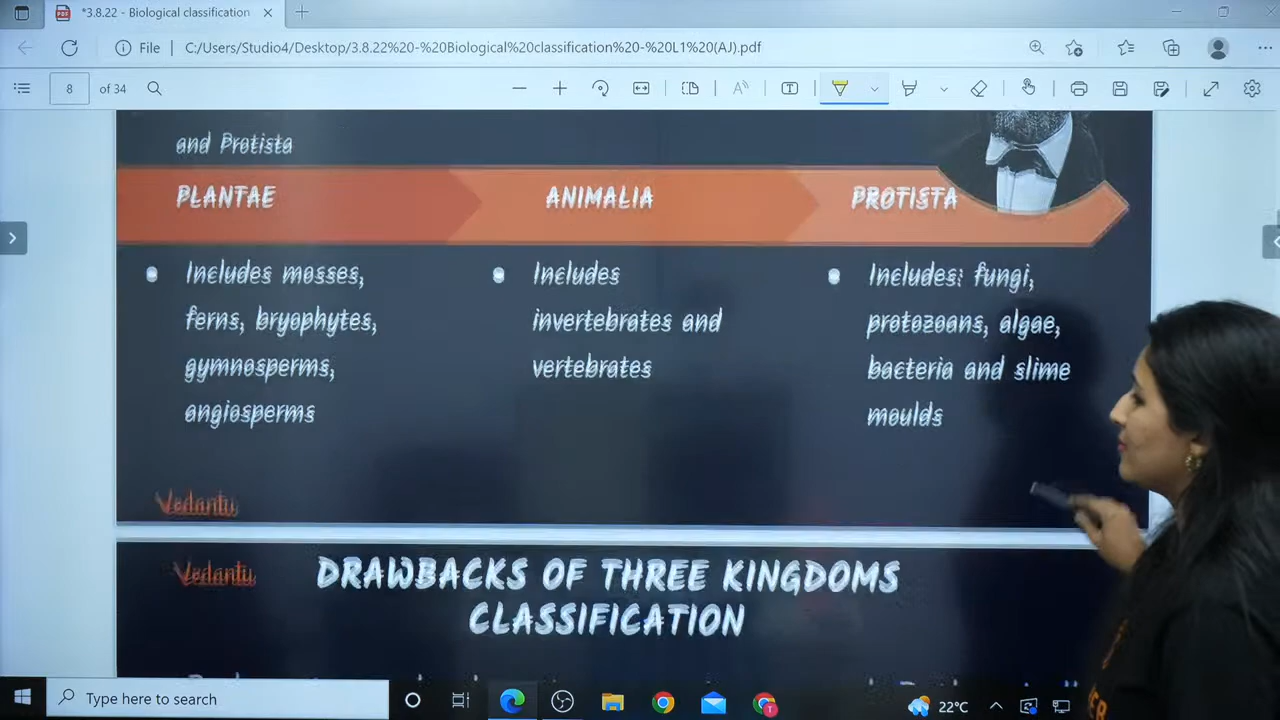 *3.8.22 - Biological classification
File
C:/Users/Studio4/Desktop/3.8.22%20-%20Biological%20classification%20-%20L1%20(AJ).pdf
8 of 34
and Protista
PLANTAE
ANIMALIA
PROTISTA
Includes mosses,
ferns, bryophytes,
gymnosperms,
angiosperms
Includes
invertebrates and
vertebrates
Includes: fungi,
protozoans, algae,
bacteria and slime
moulds
Vedantu
Vedantu
DRAWBACKS OF THREE KINGDOMS
CLASSIFICATION
Type here to search
22°C